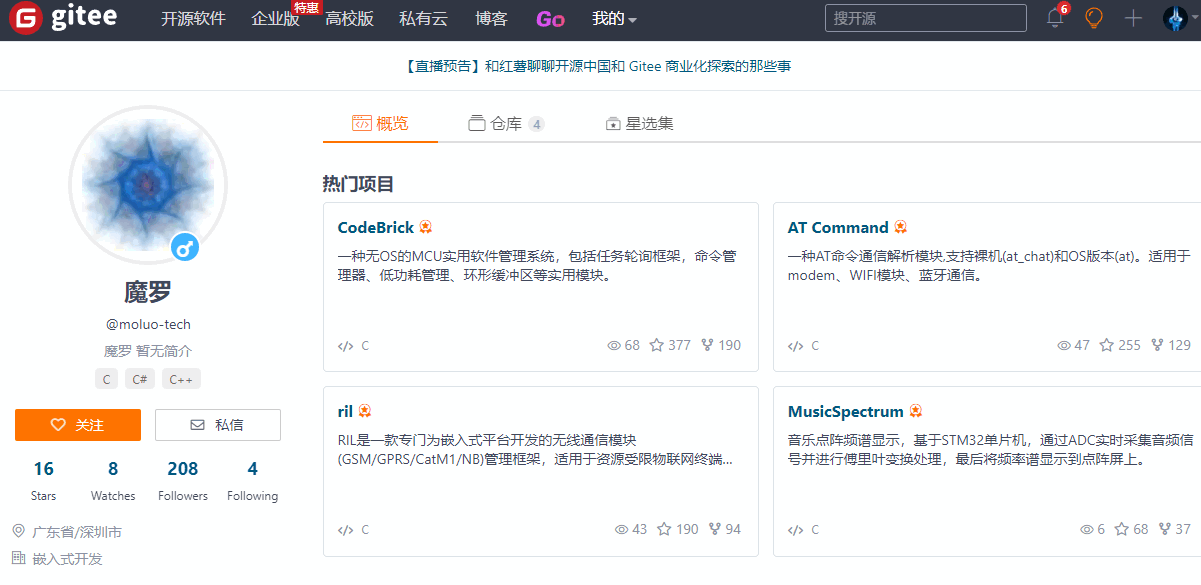 gitee 开源软件 企业版 特惠 高校版 私有云 博客 Go 我的 搜开源 6
【直播预告】和红薯聊聊开源中国和 Gitee 商业化探索的那些事
概览 仓库 4 星选集
魔罗
@moluo-tech
魔罗 暂无简介
C C# C++
关注 私信
16 8 208 4
Stars Watches Followers Following
广东省/深圳市
嵌入式开发
热门项目
CodeBrick
一种无OS的MCU实用软件管理系统，包括任务轮询框架，命令管
理器、低功耗管理、环形缓冲区等实用模块。
C 68 377 190
AT Command
一种AT命令通信解析模块,支持裸机(at_chat)和OS版本(at)。适用于
modem、WIFI模块、蓝牙通信。
C 47 255 129
ril
RIL是一款专门为嵌入式平台开发的无线通信模块
(GSM/GPRS/CatM1/NB)管理框架，适用于资源受限物联网终端...
C 43 190 94
MusicSpectrum
音乐点阵频谱显示，基于STM32单片机，通过ADC实时采集音频信
号并进行傅里叶变换处理，最后将频率谱显示到点阵屏上。
C 6 68 37